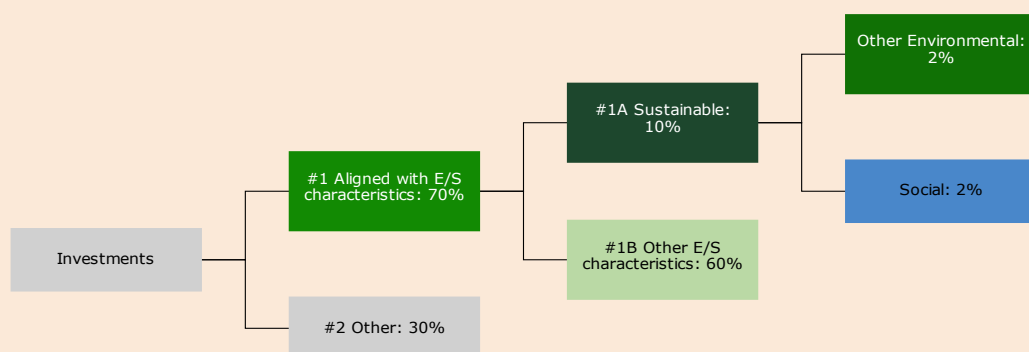 Other Environmental:
2%
#1A Sustainable:
10%
#1 Aligned with E/S
characteristics: 70%
Social: 2%
Investments
#1B Other E/S
characteristics: 60%
#2 Other: 30%